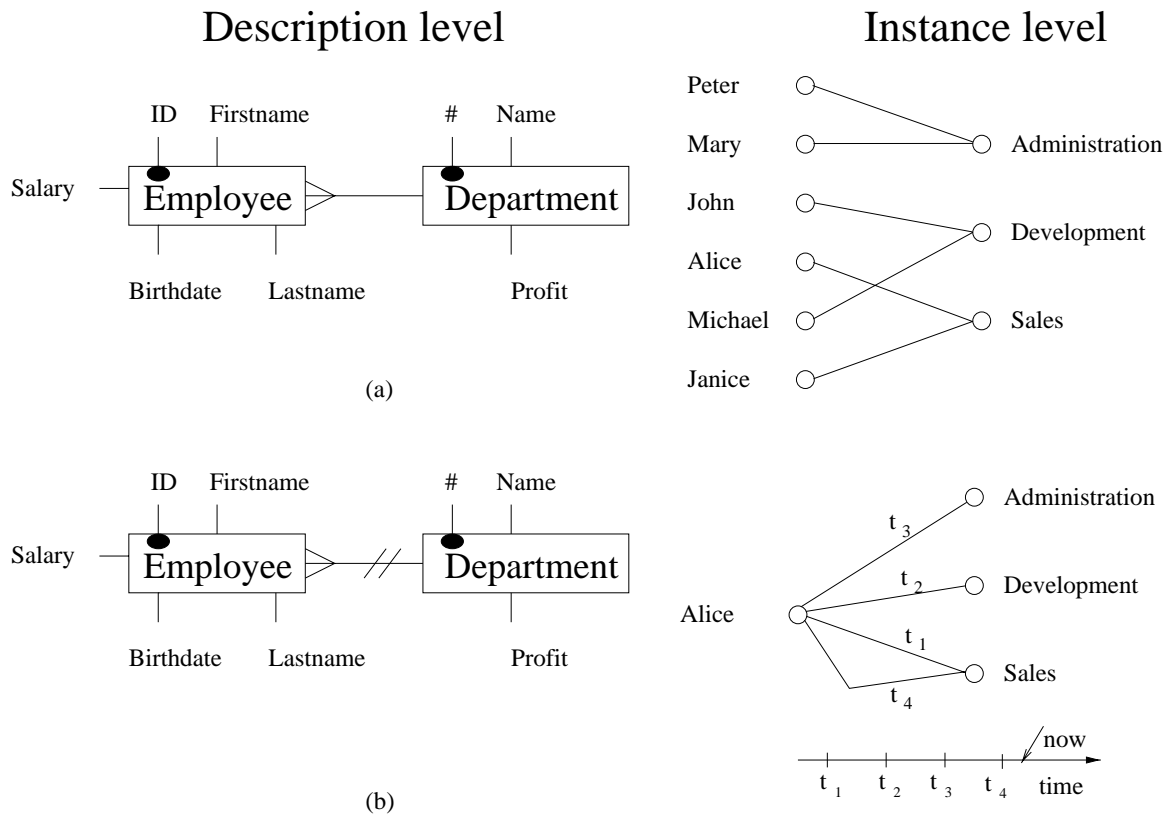 Description level
Instance level
ID Firstname
# Name
Salary
Employee
Department
Birthdate Lastname
Profit
(a)
Peter
Mary
John
Alice
Michael
Janice
Administration
Development
Sales
ID Firstname
# Name
Salary
Employee
Department
Birthdate Lastname
Profit
(b)
Alice
t 3
t 2
t 1
t 4
Administration
Development
Sales
now
t 1 t 2 t 3 t 4 time